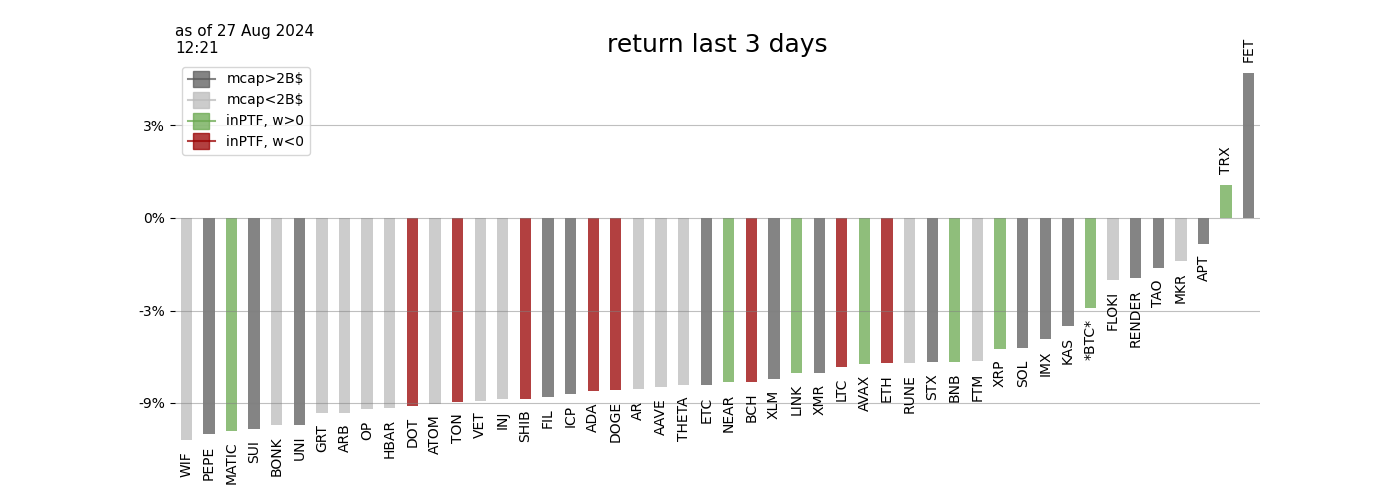 as of 27 Aug 2024
12:21
return last 3 days
mcap>2B$
mcap<2B$
inPTF, w>0
inPTF, w<0
3%
0%
-3%
-9%
WIF
PEPE
MATIC
SUI
BONK
UNI
GRT
ARB
OP
HBAR
DOT
ATOM
TON
VET
INJ
SHIB
FIL
ICP
ADA
DOGE
AR
AAVE
THETA
ETC
NEAR
BCH
XLM
LINK
XMR
LTC
AVAX
ETH
RUNE
STX
BNB
FTM
XRP
SOL
IMX
KAS
*BTC*
FLOKI
RENDER
TAO
MKR
APT
TRX
FET